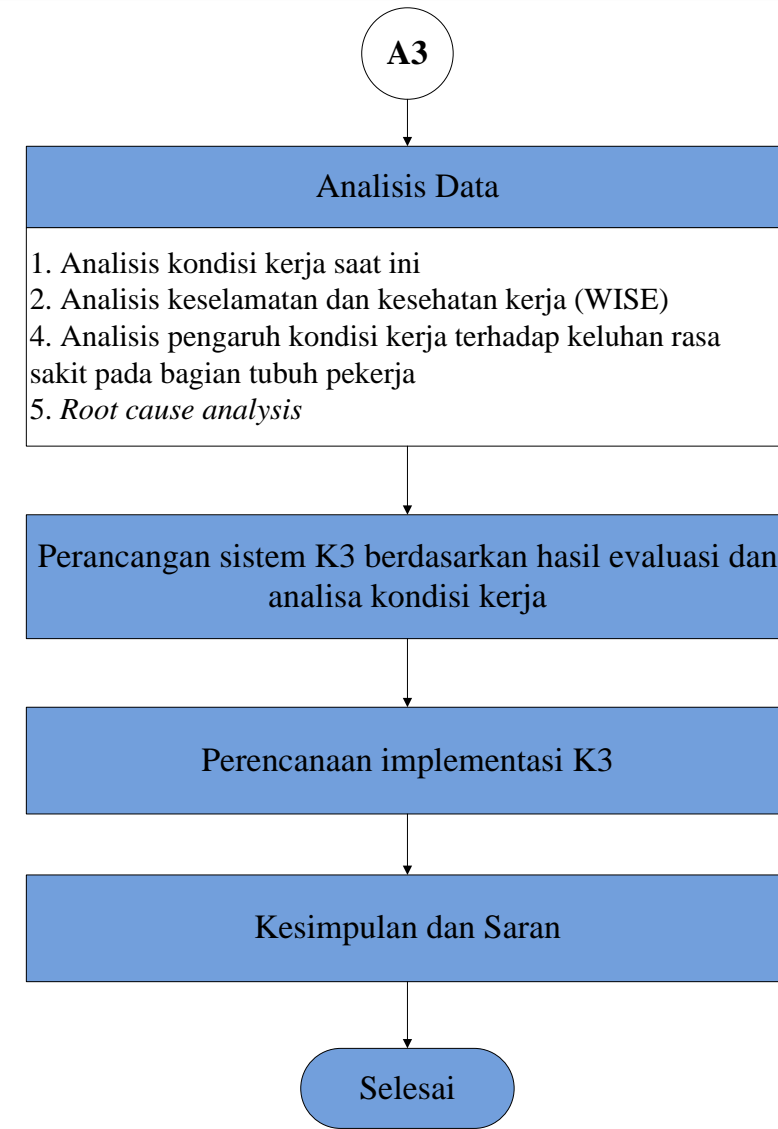 A3
Analisis Data
1. Analisis kondisi kerja saat ini
2. Analisis keselamatan dan kesehatan kerja (WISE)
4. Analisis pengaruh kondisi kerja terhadap keluhan rasa
sakit pada bagian tubuh pekerja
5. Root cause analysis
Perancangan sistem K3 berdasarkan hasil evaluasi dan
analisa kondisi kerja
Perencanaan implementasi K3
Kesimpulan dan Saran
Selesai